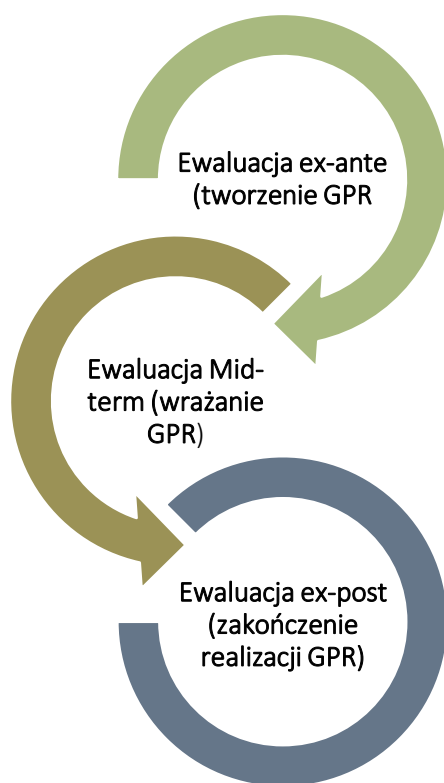 Ewaluacja ex-ante
(tworzenie GPR
Ewaluacja Mid-
term (wrażanie
GPR)
Ewaluacja ex-post
(zakończenie
realizacji GPR)